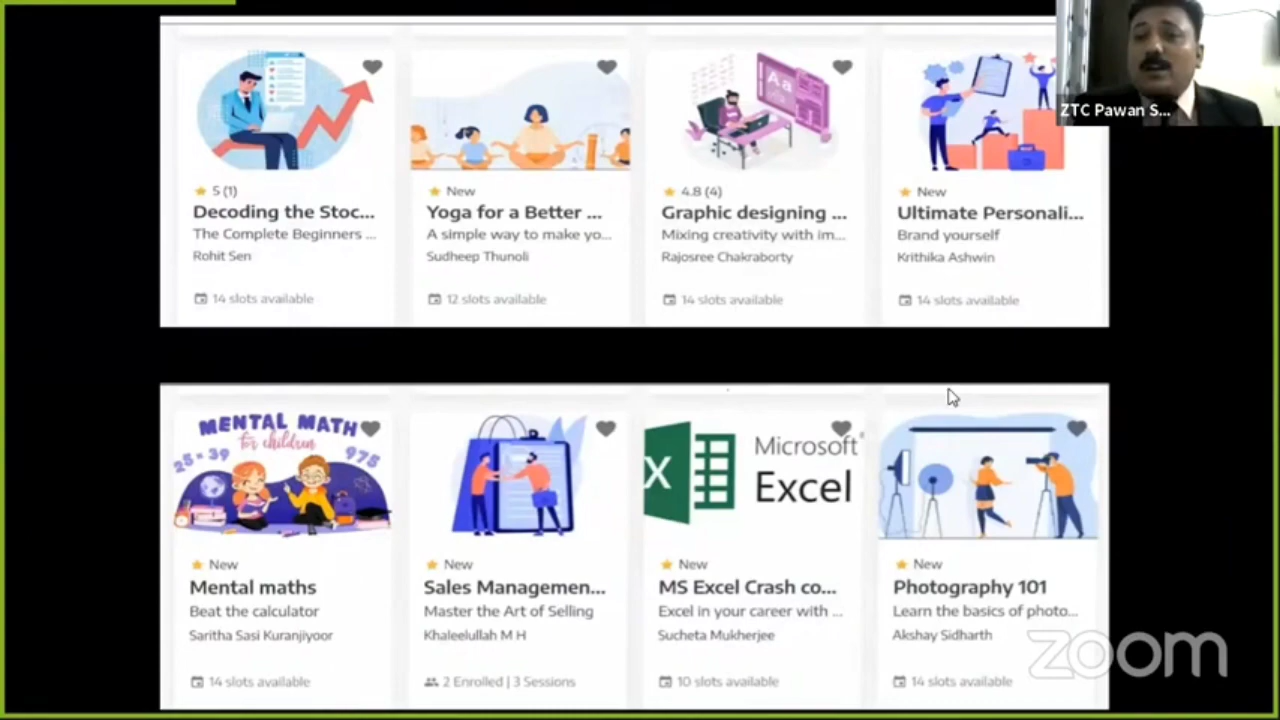 ZTC Pawan S...
Aa
5 (1)
Decoding the Stoc...
The Complete Beginners ...
Rohit Sen
14 slots available
New
Yoga for a Better ...
A simple way to make yo...
Sudheep Thunoli
12 slots available
4.8 (4)
Graphic designing ...
Mixing creativity with im...
Rajosree Chakraborty
14 slots available
New
Ultimate Personali...
Brand yourself
Krithika Ashwin
14 slots available
MENTAL MATH
for children
25 × 39
975
New
Mental maths
Beat the calculator
Saritha Sasi Kuranjiyoor
14 slots available
New
Sales Managemen...
Master the Art of Selling
Khaleelullah M H
2 Enrolled | 3 Sessions
X
Microsoft
Excel
New
MS Excel Crash co...
Excel in your career with ...
Sucheta Mukherjee
10 slots available
New
Photography 101
Learn the basics of photo...
Akshay Sidharth
14 slots available
zoom